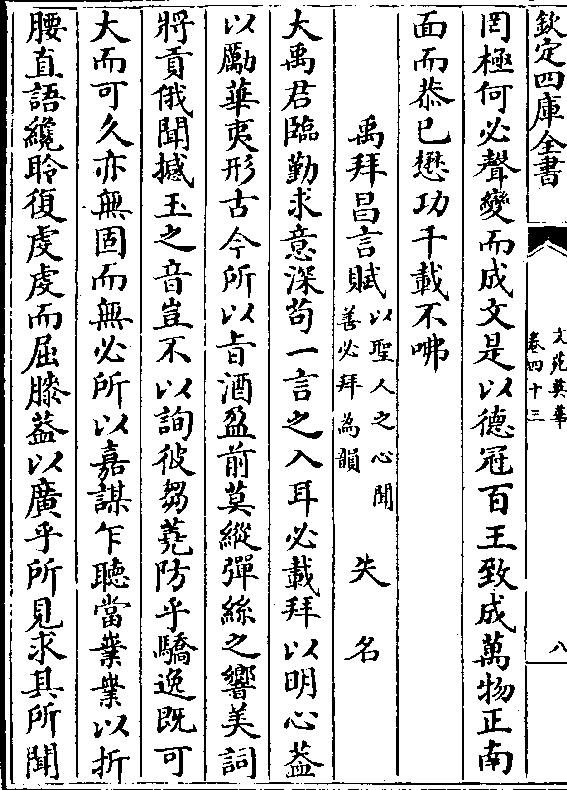 欽定四庫全書
文苑英華
卷四十三
八
罔極何必聲變而成文是以德冠百王致成萬物正南
面而恭已懋功千載不咈
禹拜昌言賦以聖人之心聞善必拜為韻 失名
大禹君臨勤求意深苟一言之入耳必載拜以明心葢
以勵華夷形古今所以旨酒盈前莫縱彈絲之響美詞
將貢俄聞撼玉之音豈不以詢彼芻蕘防乎驕逸既可
大而可久亦無固而無必所以嘉謀乍聽當業業以折
腰直語纔聆復虔虔而屈膝葢以廣乎所見求其所聞